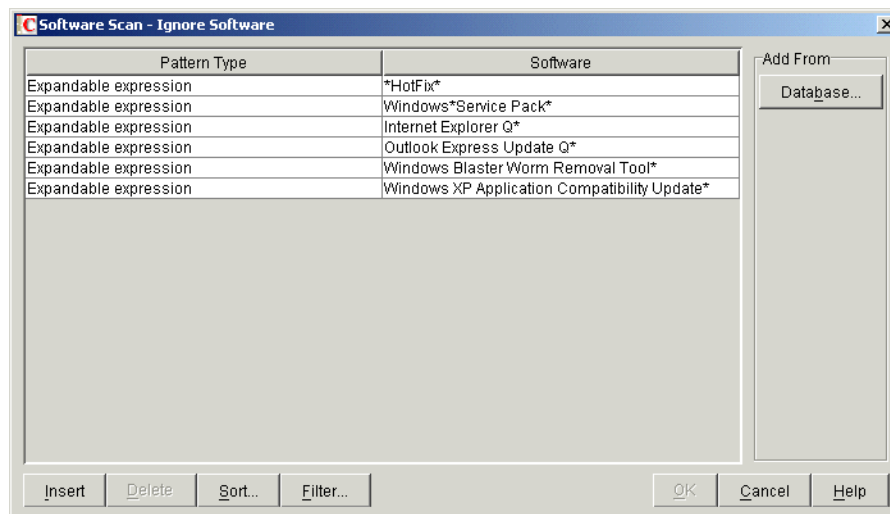 Software Scan - Ignore Software
Pattern Type Software
Expandable expression *HotFix*
Expandable expression Windows*Service Pack*
Expandable expression Internet Explorer Q*
Expandable expression Outlook Express Update Q*
Expandable expression Windows Blaster Worm Removal Tool*
Expandable expression Windows XP Application Compatibility Update*
Add From
Database...
Insert Delete Sort... Filter... OK Cancel Help